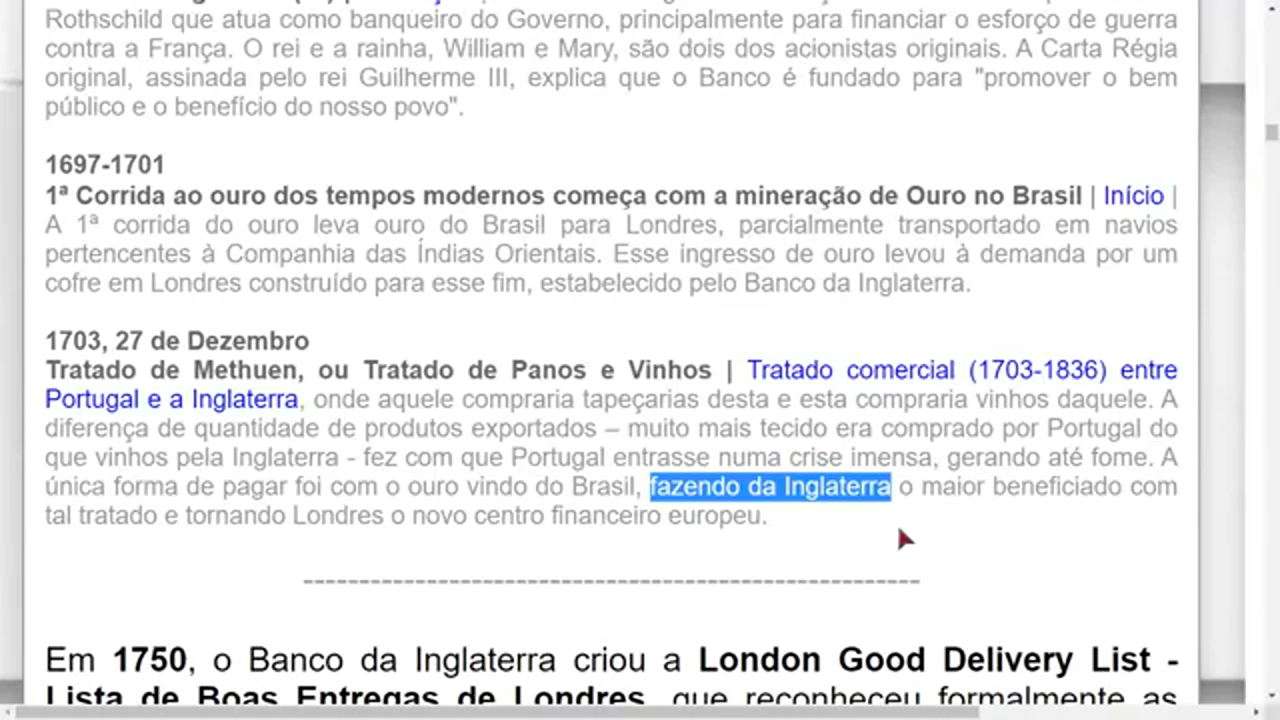 Rothschild que atua como banqueiro do Governo, principalmente para financiar o esforço de guerra
contra a França. O rei e a rainha, William e Mary, são dois dos acionistas originais. A Carta Régia
original, assinada pelo rei Guilherme III, explica que o Banco é fundado para "promover o bem
público e o benefício do nosso povo".
1697-1701
1ª Corrida ao ouro dos tempos modernos começa com a mineração de Ouro no Brasil | Início |
A 1ª corrida do ouro leva ouro do Brasil para Londres, parcialmente transportado em navios
pertencentes à Companhia das Índias Orientais. Esse ingresso de ouro levou à demanda por um
cofre em Londres construído para esse fim, estabelecido pelo Banco da Inglaterra.
1703, 27 de Dezembro
Tratado de Methuen, ou Tratado de Panos e Vinhos | Tratado comercial (1703-1836) entre
Portugal e a Inglaterra, onde aquele compraria tapeçarias desta e esta compraria vinhos daquele. A
diferença de quantidade de produtos exportados – muito mais tecido era comprado por Portugal do
que vinhos pela Inglaterra - fez com que Portugal entrasse numa crise imensa, gerando até fome. A
única forma de pagar foi com o ouro vindo do Brasil, fazendo da Inglaterra o maior beneficiado com
tal tratado e tornando Londres o novo centro financeiro europeu.
--------------------------------------------------------------------
Em 1750, o Banco da Inglaterra criou a London Good Delivery List -
Lista de Boas Entregas de Londres, que reconheceu formalmente as